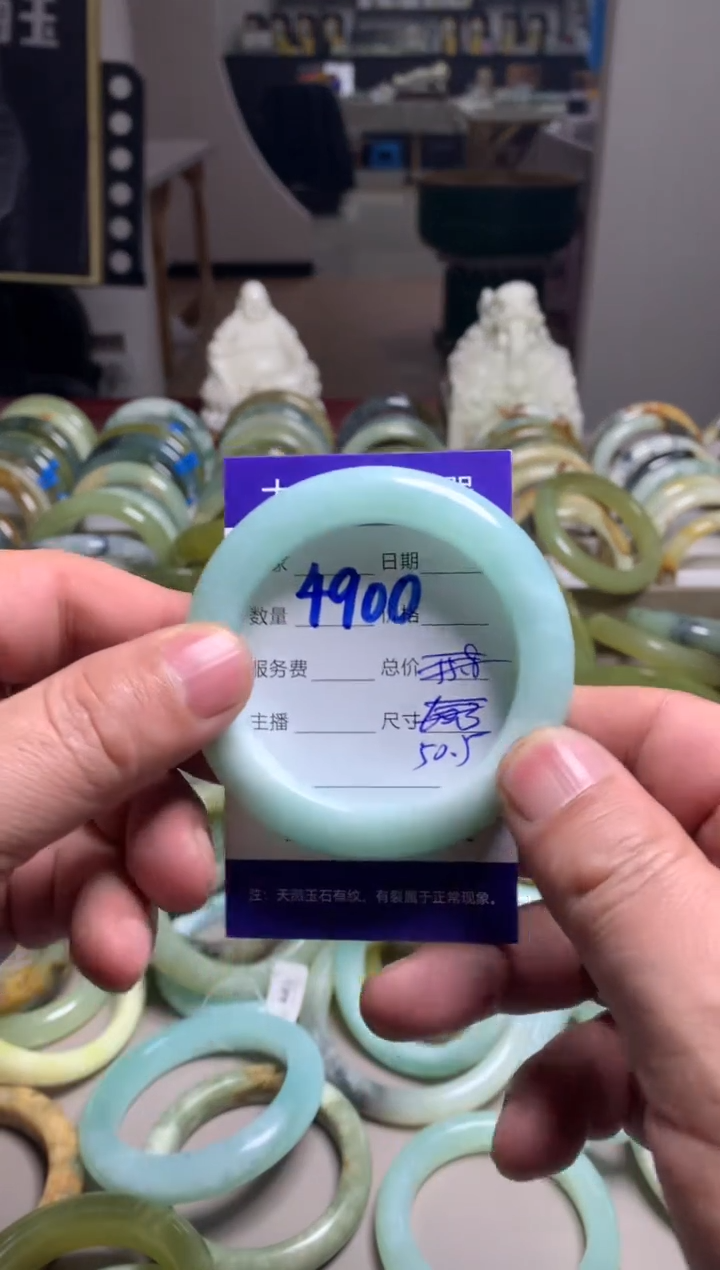 玉
日期
4900
数量
价格
服务费 总价
主播 尺寸
50.5
注：天然玉石有纹，有裂属于正常现象。